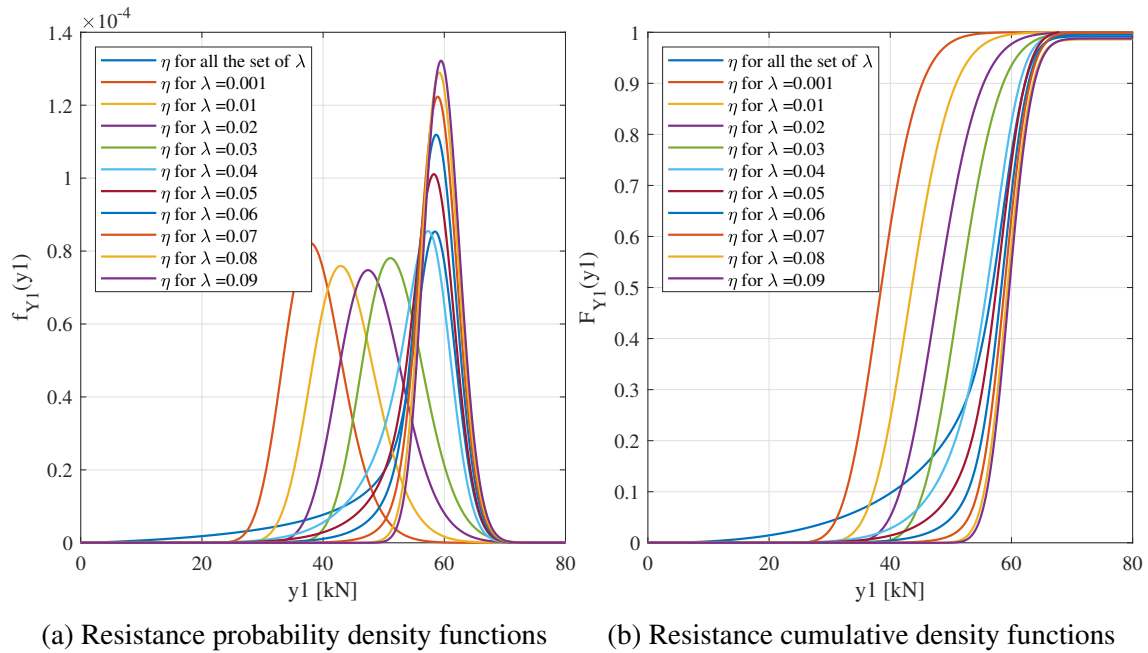 ×10⁻⁴
1.4
1.2
1
0.8
0.6
0.4
0.2
0
f_Y1(y1)
η for all the set of λ
η for λ =0.001
η for λ =0.01
η for λ =0.02
η for λ =0.03
η for λ =0.04
η for λ =0.05
η for λ =0.06
η for λ =0.07
η for λ =0.08
η for λ =0.09
0 20 40 60 80
y1 [kN]
(a) Resistance probability density functions
1
0.9
0.8
0.7
0.6
0.5
0.4
0.3
0.2
0.1
0
F_Y1(y1)
η for all the set of λ
η for λ =0.001
η for λ =0.01
η for λ =0.02
η for λ =0.03
η for λ =0.04
η for λ =0.05
η for λ =0.06
η for λ =0.07
η for λ =0.08
η for λ =0.09
0 20 40 60 80
y1 [kN]
(b) Resistance cumulative density functions